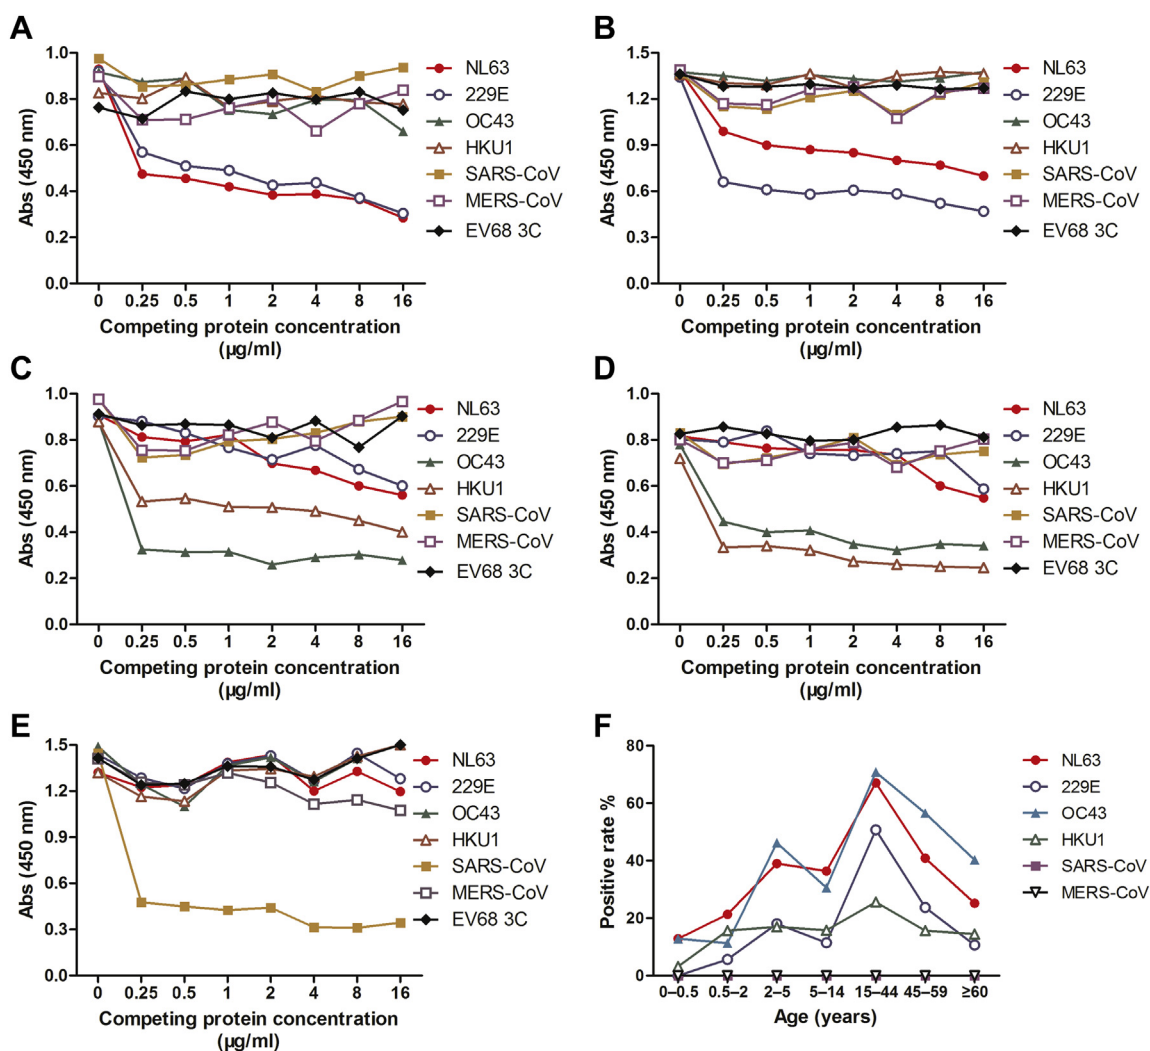 A
1.0
0.8
0.6
0.4
0.2
0.0
Abs (450 nm)
0 0.25 0.5 1 2 4 8 16
Competing protein concentration
(µg/ml)
NL63
229E
OC43
HKU1
SARS-CoV
MERS-CoV
EV68 3C
B
1.5
1.2
0.9
0.6
0.3
0.0
Abs (450 nm)
0 0.25 0.5 1 2 4 8 16
Competing protein concentration
(µg/ml)
NL63
229E
OC43
HKU1
SARS-CoV
MERS-CoV
EV68 3C
C
1.0
0.8
0.6
0.4
0.2
0.0
Abs (450 nm)
0 0.25 0.5 1 2 4 8 16
Competing protein concentration
(µg/ml)
NL63
229E
OC43
HKU1
SARS-CoV
MERS-CoV
EV68 3C
D
1.0
0.8
0.6
0.4
0.2
0.0
Abs (450 nm)
0 0.25 0.5 1 2 4 8 16
Competing protein concentration
(µg/ml)
NL63
229E
OC43
HKU1
SARS-CoV
MERS-CoV
EV68 3C
E
1.5
1.2
0.9
0.6
0.3
0.0
Abs (450 nm)
0 0.25 0.5 1 2 4 8 16
Competing protein concentration
(µg/ml)
NL63
229E
OC43
HKU1
SARS-CoV
MERS-CoV
EV68 3C
F
80
60
40
20
0
Positive rate %
0–0.5 0.5–2 2–5 5–14 15–44 45–59 ≥60
Age (years)
NL63
229E
OC43
HKU1
SARS-CoV
MERS-CoV